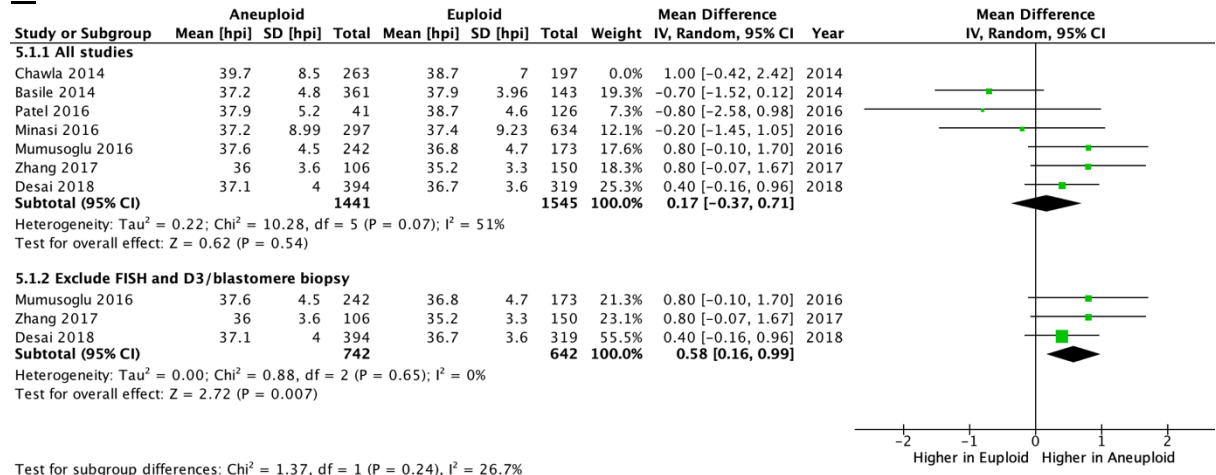 Aneuploid Euploid Mean Difference Mean Difference
Study or Subgroup Mean [hpi] SD [hpi] Total Mean [hpi] SD [hpi] Total Weight IV, Random, 95% CI Year IV, Random, 95% CI
5.1.1 All studies
Chawla 2014 39.7 8.5 263 38.7 7 197 0.0% 1.00 [-0.42, 2.42] 2014
Basile 2014 37.2 4.8 361 37.9 3.96 143 19.3% -0.70 [-1.52, 0.12] 2014
Patel 2016 37.9 5.2 41 38.7 4.6 126 7.3% -0.80 [-2.58, 0.98] 2016
Minasi 2016 37.2 8.99 297 37.4 9.23 634 12.1% -0.20 [-1.45, 1.05] 2016
Mumusoglu 2016 37.6 4.5 242 36.8 4.7 173 17.6% 0.80 [-0.10, 1.70] 2016
Zhang 2017 36 3.6 106 35.2 3.3 150 18.3% 0.80 [-0.07, 1.67] 2017
Desai 2018 37.1 4 394 36.7 3.6 319 25.3% 0.40 [-0.16, 0.96] 2018
Subtotal (95% CI) 1441 1545 100.0% 0.17 [-0.37, 0.71]
Heterogeneity: Tau² = 0.22; Chi² = 10.28, df = 5 (P = 0.07); I² = 51%
Test for overall effect: Z = 0.62 (P = 0.54)
5.1.2 Exclude FISH and D3/blastomere biopsy
Mumusoglu 2016 37.6 4.5 242 36.8 4.7 173 21.3% 0.80 [-0.10, 1.70] 2016
Zhang 2017 36 3.6 106 35.2 3.3 150 23.1% 0.80 [-0.07, 1.67] 2017
Desai 2018 37.1 4 394 36.7 3.6 319 55.5% 0.40 [-0.16, 0.96] 2018
Subtotal (95% CI) 742 642 100.0% 0.58 [0.16, 0.99]
Heterogeneity: Tau² = 0.00; Chi² = 0.88, df = 2 (P = 0.65); I² = 0%
Test for overall effect: Z = 2.72 (P = 0.007)
-2 -1 0 1 2
Higher in Euploid Higher in Aneuploid
Test for subgroup differences: Chi² = 1.37, df = 1 (P = 0.24), I² = 26.7%